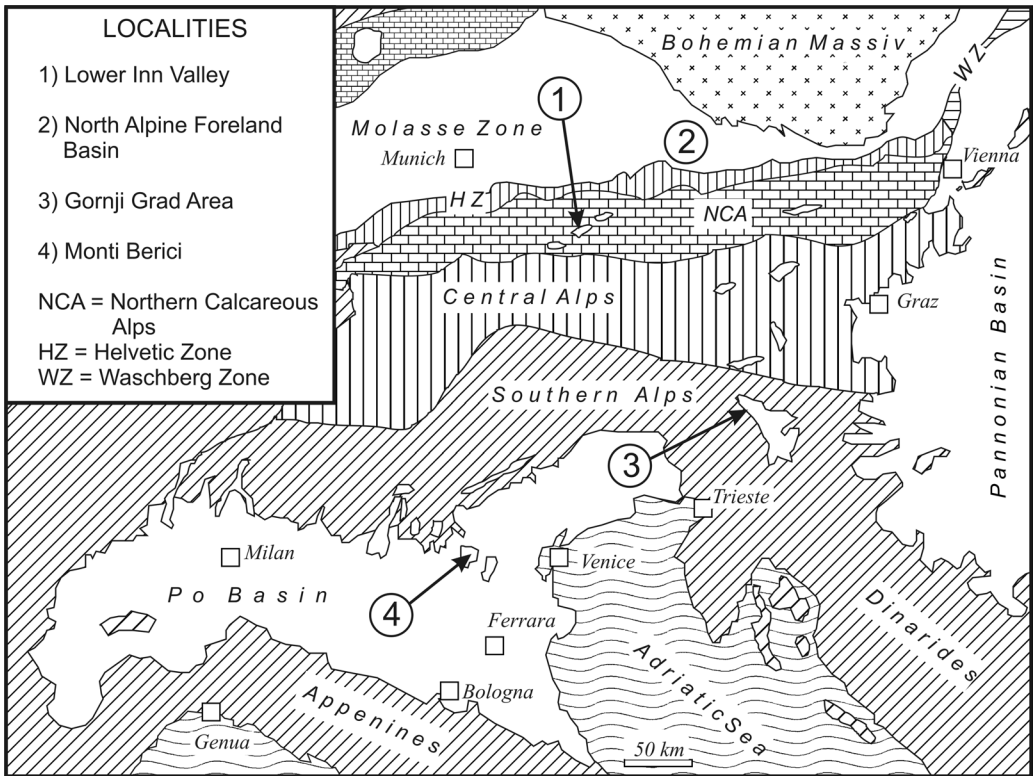 LOCALITIES
1) Lower Inn Valley
2) North Alpine Foreland
Basin
3) Gornji Grad Area
4) Monti Berici
NCA = Northern Calcareous
Alps
HZ = Helvetic Zone
WZ = Waschberg Zone
Bohemian Massiv
WZ
1
Molasse Zone
2
Munich
Vienna
HZ
NCA
Central Alps
Graz
Pannonian Basin
Southern Alps
3
Trieste
Milan
Venice
Po Basin
4
Ferrara
Dinarides
Adriatic Sea
Bologna
Appenines
Genua
50 km